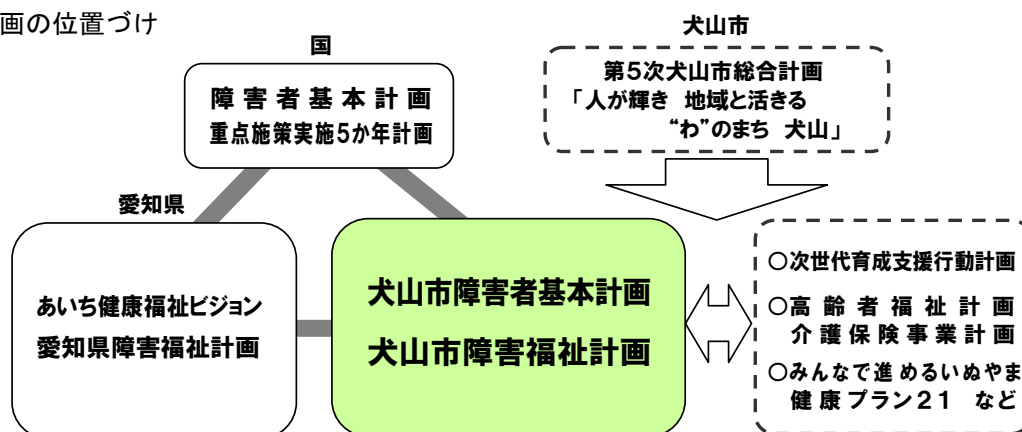 画の位置づけ
国
障害者基本計画
重点施策実施5か年計画
犬山市
第5次犬山市総合計画
「人が輝き 地域と活きる
“わ”のまち 犬山」
愛知県
あいち健康福祉ビジョン
愛知県障害福祉計画
犬山市障害者基本計画
犬山市障害福祉計画
○次世代育成支援行動計画
○高齢者福祉計画
介護保険事業計画
○みんなで進めるいぬやま
健康プラン21 など